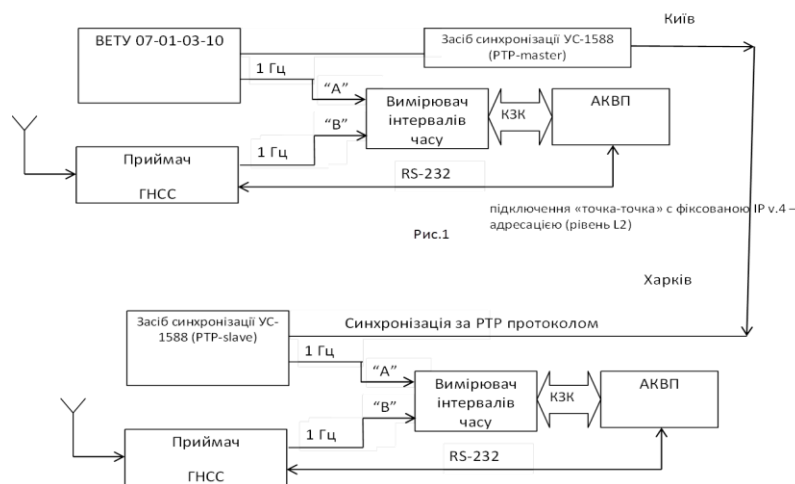 Київ
ВЕТУ 07-01-03-10
Засіб синхронізації УС-1588
(PTP-master)
1 Гц
“А”
Вимірювач
інтервалів
часу
КЗК
АКВП
“В”
1 Гц
Приймач
ГНСС
RS-232
підключення «точка-точка» с фіксованою IP v.4 –
адресацією (рівень L2)
Рис.1
Харків
Засіб синхронізації УС-
1588 (PTP-slave)
Синхронізація за PTP протоколом
1 Гц
“А”
Вимірювач
інтервалів
часу
КЗК
АКВП
“В”
1 Гц
Приймач
ГНСС
RS-232